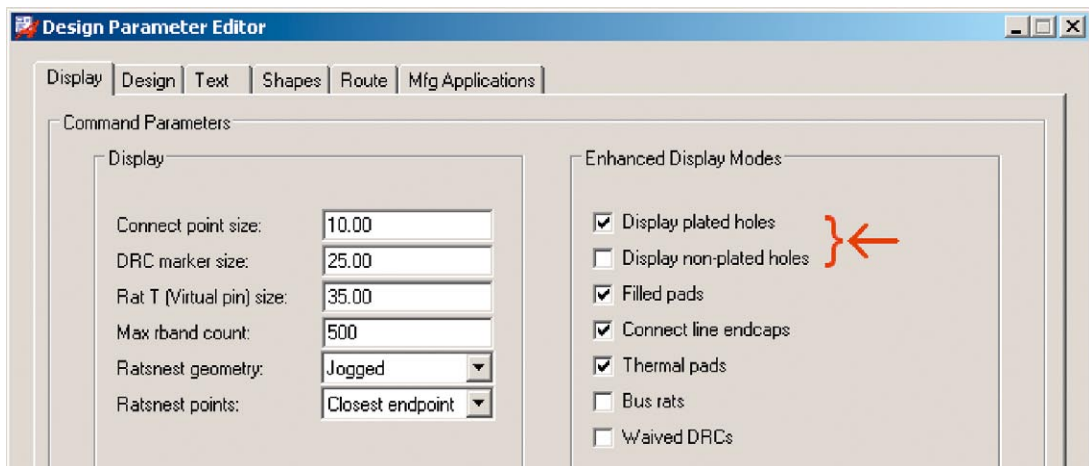 Design Parameter Editor
Display Design Text Shapes Route Mfg Applications
Command Parameters
Display
Connect point size: 10.00
DRC marker size: 25.00
Rat T (Virtual pin) size: 35.00
Max rband count: 500
Ratsnest geometry: Jogged
Ratsnest points: Closest endpoint
Enhanced Display Modes
Display plated holes
Display non-plated holes
Filled pads
Connect line endcaps
Thermal pads
Bus rats
Waived DRCs